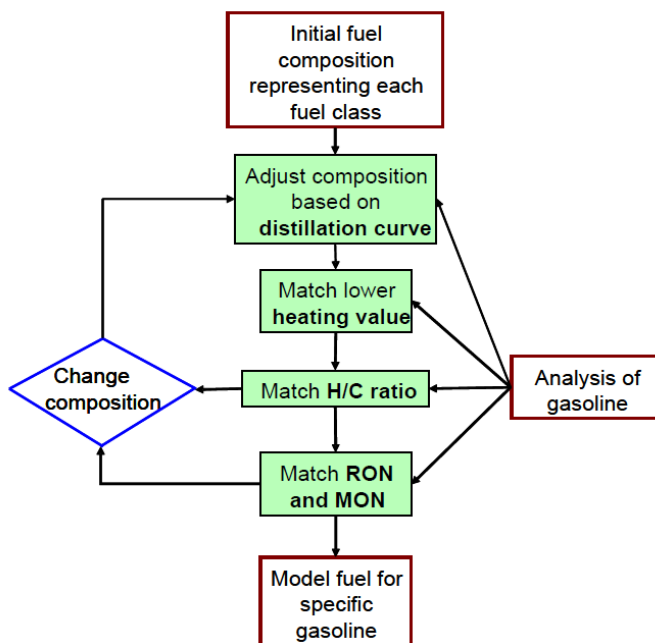 Initial fuel
composition
representing each
fuel class
Adjust composition
based on
distillation curve
Match lower
heating value
Change
composition
Match H/C ratio
Analysis of
gasoline
Match RON
and MON
Model fuel for
specific
gasoline